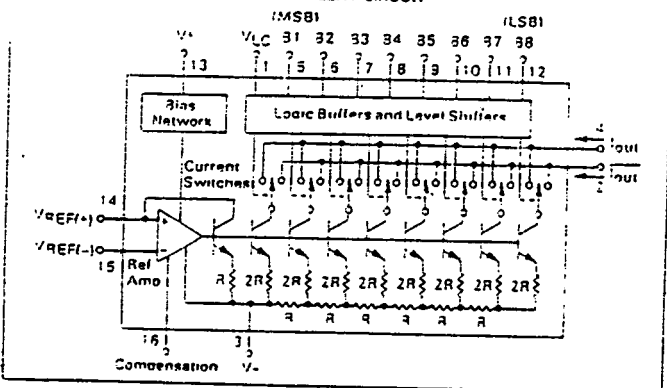 (MSB) (LSB)
V+ VLC B1 B2 B3 B4 B5 B6 B7 B8
13 1 5 6 7 8 9 10 11 12
Bias
Network
Logic Buffers and Level Shifters
Iout
Iout
Current
Switches
14
VREF(+)
VREF(-)
15
Ref
Amp
R 2R 2R 2R 2R 2R 2R 2R 2R
R R R R R R
16 3
Compensation V-